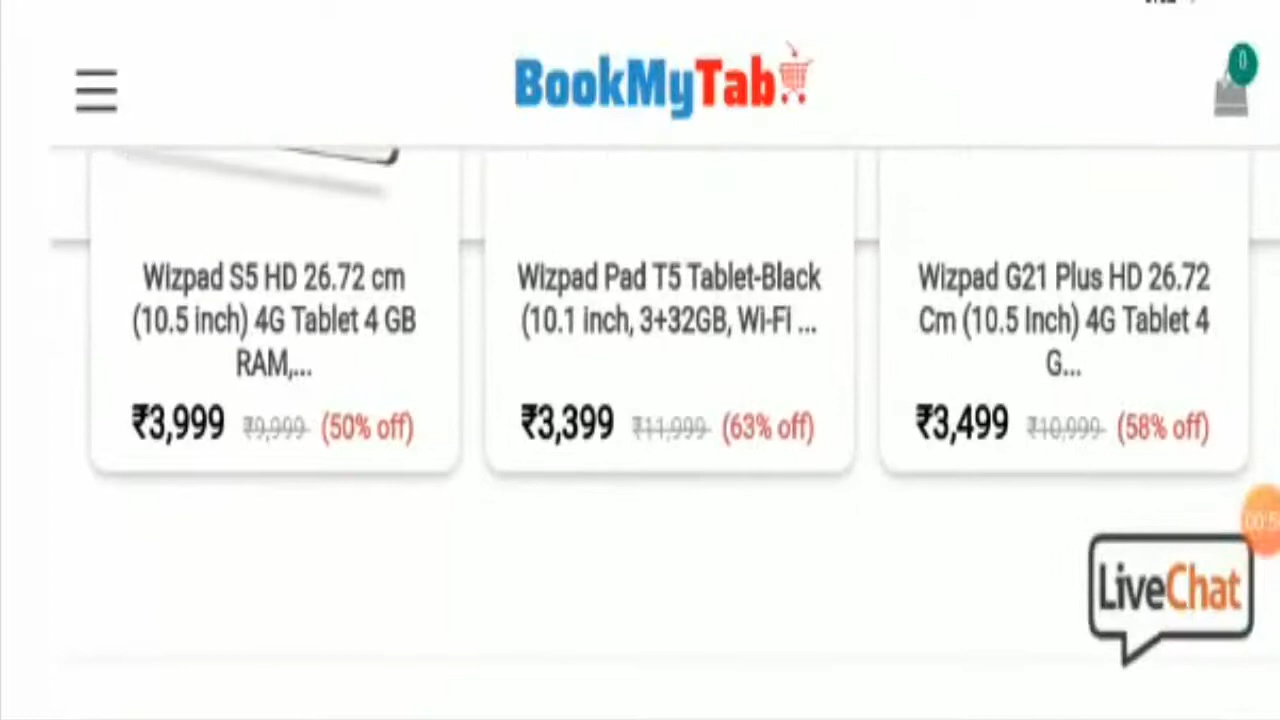 BookMyTab
0
Wizpad S5 HD 26.72 cm
(10.5 inch) 4G Tablet 4 GB
RAM,...
₹3,999 ₹9,999 (50% off)
Wizpad Pad T5 Tablet-Black
(10.1 inch, 3+32GB, Wi-Fi ...
₹3,399 ₹11,999 (63% off)
Wizpad G21 Plus HD 26.72
Cm (10.5 Inch) 4G Tablet 4
G...
₹3,499 ₹10,999 (58% off)
LiveChat